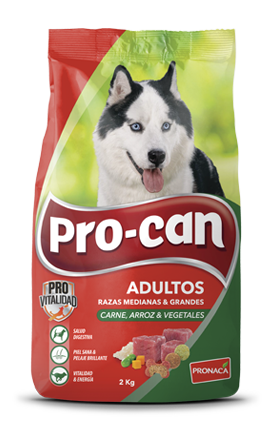 Pro-can
ADULTOS
RAZAS MEDIANAS & GRANDES
CARNE, ARROZ & VEGETALES
PRO
VITALIDAD
SALUD
DIGESTIVA
PIEL SANA &
PELAJE BRILLANTE
VITALIDAD
& ENERGÍA
2 Kg
PRONACA